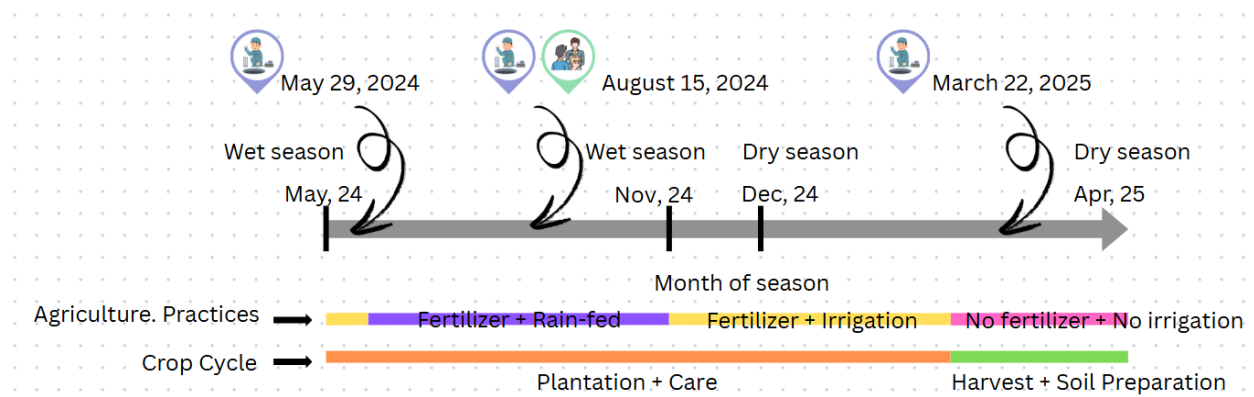 May 29, 2024
August 15, 2024
March 22, 2025
Wet season
Wet season
Dry season
Dry season
May, 24
Nov, 24
Dec, 24
Apr, 25
Month of season
Agriculture. Practices
Fertilizer + Rain-fed
Fertilizer + Irrigation
No fertilizer + No irrigation
Crop Cycle
Plantation + Care
Harvest + Soil Preparation